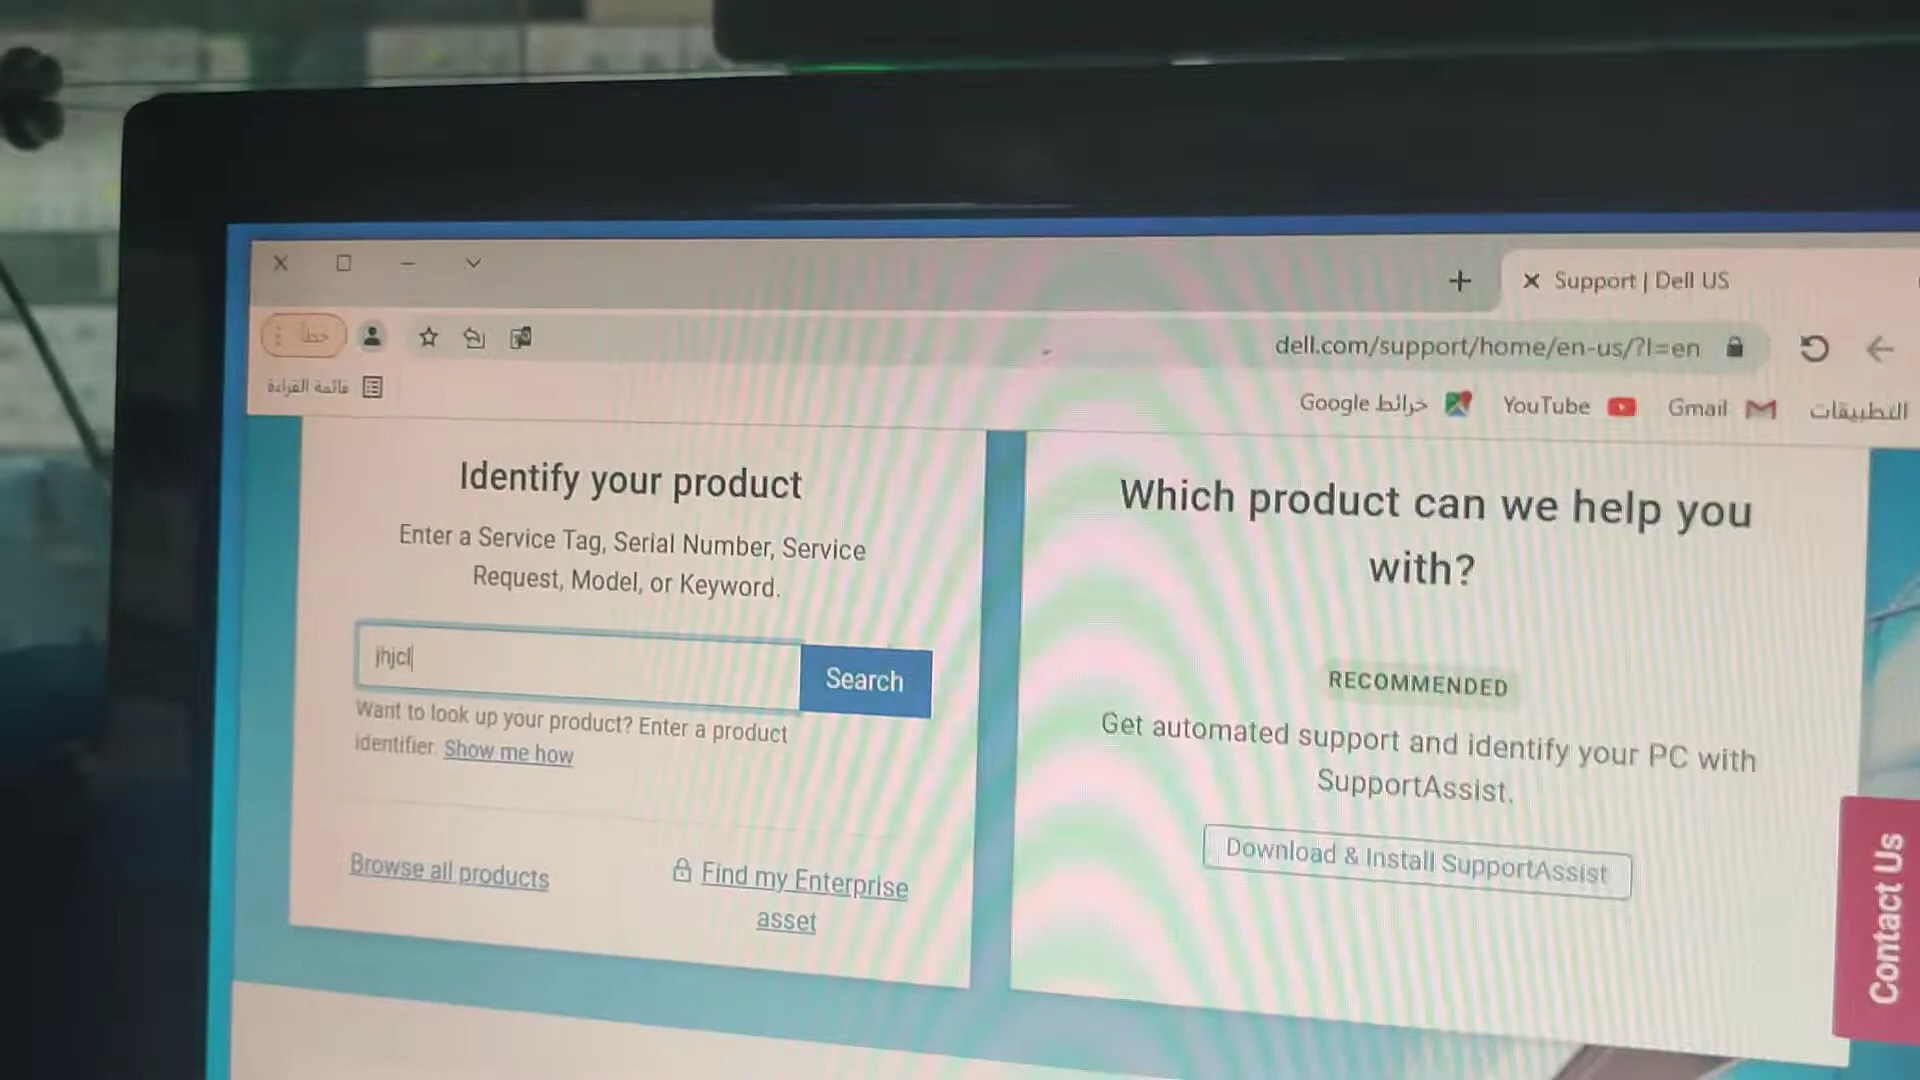 Support | Dell US
dell.com/support/home/en-us/?l=en
خطأ
التطبيقات
Gmail
YouTube
خرائط Google
قائمة القراءة
Identify your product
Enter a Service Tag, Serial Number, Service
Request, Model, or Keyword.
jhjcl
Search
Want to look up your product? Enter a product
identifier. Show me how
Browse all products
Find my Enterprise
asset
Which product can we help you
with?
RECOMMENDED
Get automated support and identify your PC with
SupportAssist.
Download & Install SupportAssist
Contact Us